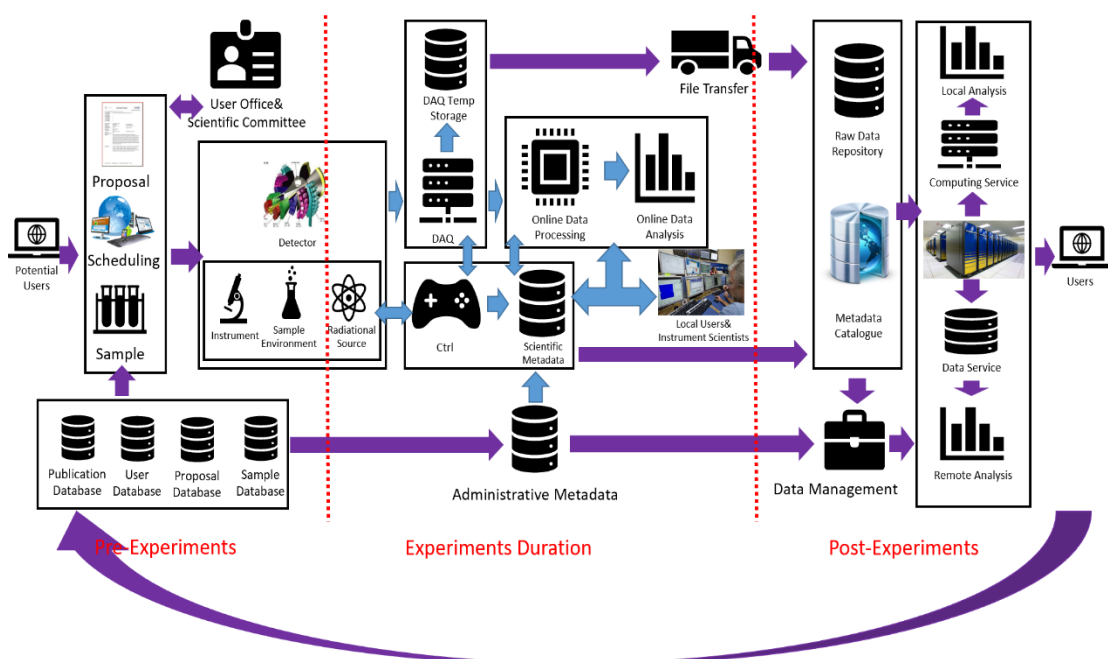 User Office&
Scientific Committee
Proposal
Scheduling
Sample
Potential
Users
Detector
Instrument
Sample
Environment
Radiational
Source
DAQ Temp
Storage
DAQ
File Transfer
Online Data
Processing
Online Data
Analysis
Ctrl
Scientific
Metadata
Local Users&
Instrument Scientists
Raw Data
Repository
Metadata
Catalogue
Local Analysis
Computing Service
Data Service
Remote Analysis
Users
Publication
Database
User
Database
Proposal
Database
Sample
Database
Administrative Metadata
Data Management
Pre-Experiments
Experiments Duration
Post-Experiments